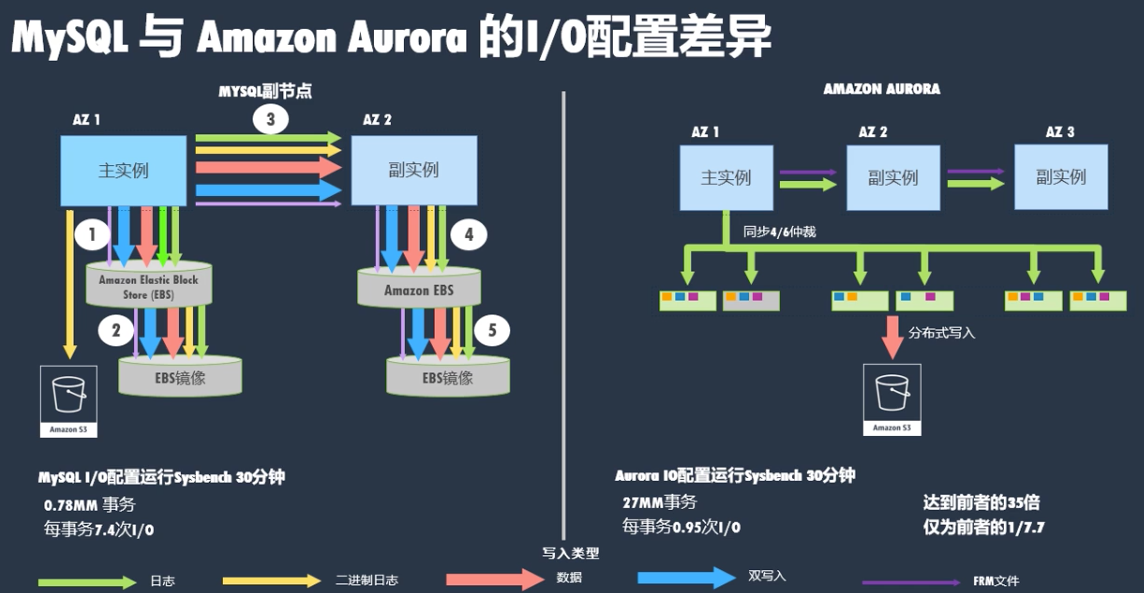 MySQL 与 Amazon Aurora 的I/O配置差异
MYSQL副节点
AZ 1
3
AZ 2
主实例
副实例
1
4
Amazon Elastic Block
Store (EBS)
Amazon EBS
2
5
EBS镜像
EBS镜像
Amazon S3
MySQL I/O配置运行Sysbench 30分钟
0.78MM 事务
每事务7.4次I/O
AMAZON AURORA
AZ 1
AZ 2
AZ 3
主实例
副实例
副实例
同步4/6仲裁
分布式写入
Amazon S3
Aurora IO配置运行Sysbench 30分钟
27MM事务
每事务0.95次I/O
达到前者的35倍
仅为前者的1/7.7
写入类型
日志
二进制日志
数据
双写入
FRM文件